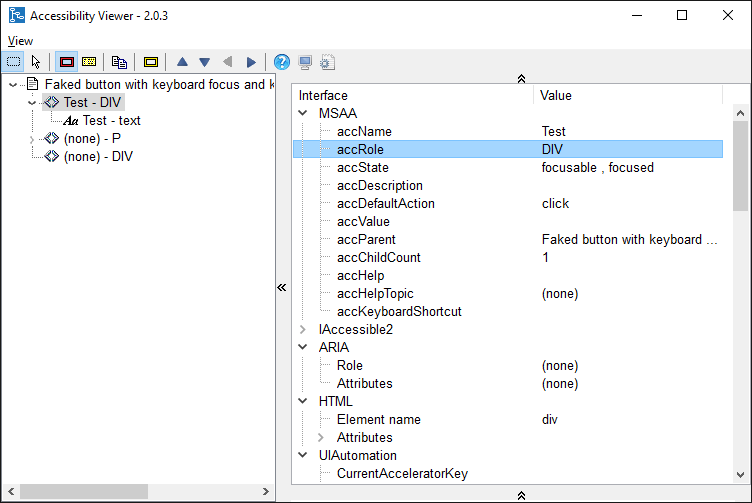 Accessibility Viewer - 2.0.3
View
Faked button with keyboard focus and k
Test - DIV
Aa Test - text
(none) - P
(none) - DIV
Interface Value
MSAA
accName Test
accRole DIV
accState focusable , focused
accDescription
accDefaultAction click
accValue
accParent Faked button with keyboard ...
accChildCount 1
accHelp
accHelpTopic (none)
accKeyboardShortcut
IAccessible2
ARIA
Role (none)
Attributes (none)
HTML
Element name div
Attributes
UIAutomation
CurrentAcceleratorKey